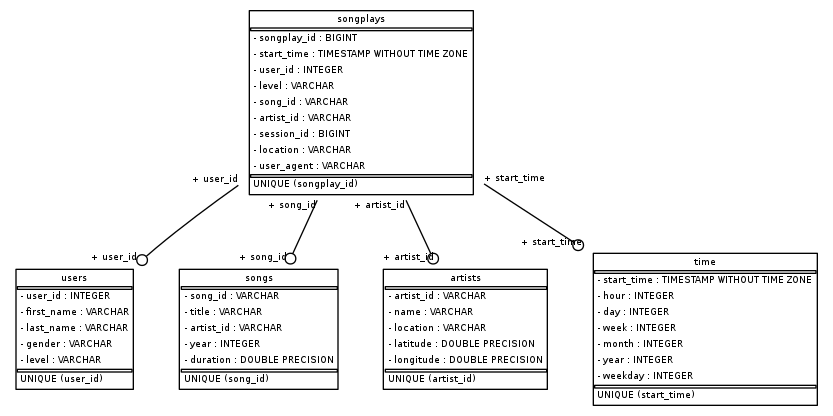 songplays
- songplay_id : BIGINT
- start_time : TIMESTAMP WITHOUT TIME ZONE
- user_id : INTEGER
- level : VARCHAR
- song_id : VARCHAR
- artist_id : VARCHAR
- session_id : BIGINT
- location : VARCHAR
- user_agent : VARCHAR
UNIQUE (songplay_id)
+ user_id
+ song_id
+ artist_id
+ start_time
+ user_id
+ song_id
+ artist_id
+ start_time
users
- user_id : INTEGER
- first_name : VARCHAR
- last_name : VARCHAR
- gender : VARCHAR
- level : VARCHAR
UNIQUE (user_id)
songs
- song_id : VARCHAR
- title : VARCHAR
- artist_id : VARCHAR
- year : INTEGER
- duration : DOUBLE PRECISION
UNIQUE (song_id)
artists
- artist_id : VARCHAR
- name : VARCHAR
- location : VARCHAR
- latitude : DOUBLE PRECISION
- longitude : DOUBLE PRECISION
UNIQUE (artist_id)
time
- start_time : TIMESTAMP WITHOUT TIME ZONE
- hour : INTEGER
- day : INTEGER
- week : INTEGER
- month : INTEGER
- year : INTEGER
- weekday : INTEGER
UNIQUE (start_time)